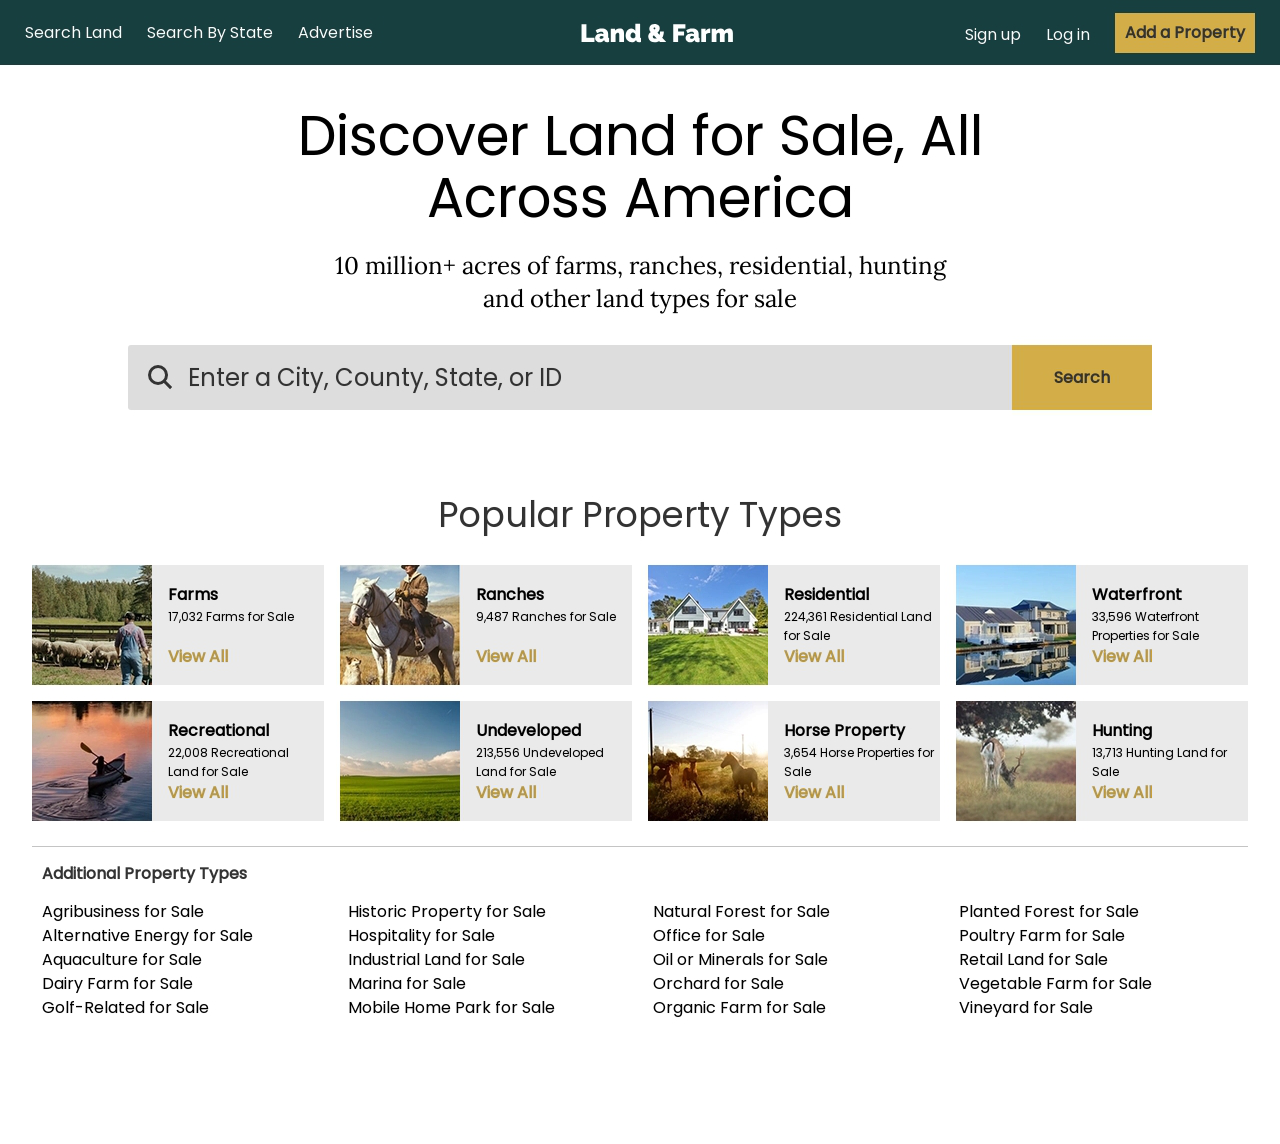 Search Land Search By State Advertise Land & Farm Sign up Log in Add a Property
Discover Land for Sale, All
Across America
10 million+ acres of farms, ranches, residential, hunting
and other land types for sale
Enter a City, County, State, or ID Search
Popular Property Types
Farms
17,032 Farms for Sale
View All
Ranches
9,487 Ranches for Sale
View All
Residential
224,361 Residential Land
for Sale
View All
Waterfront
33,596 Waterfront
Properties for Sale
View All
Recreational
22,008 Recreational
Land for Sale
View All
Undeveloped
213,556 Undeveloped
Land for Sale
View All
Horse Property
3,654 Horse Properties for
Sale
View All
Hunting
13,713 Hunting Land for
Sale
View All
Additional Property Types
Agribusiness for Sale
Alternative Energy for Sale
Aquaculture for Sale
Dairy Farm for Sale
Golf-Related for Sale
Historic Property for Sale
Hospitality for Sale
Industrial Land for Sale
Marina for Sale
Mobile Home Park for Sale
Natural Forest for Sale
Office for Sale
Oil or Minerals for Sale
Orchard for Sale
Organic Farm for Sale
Planted Forest for Sale
Poultry Farm for Sale
Retail Land for Sale
Vegetable Farm for Sale
Vineyard for Sale